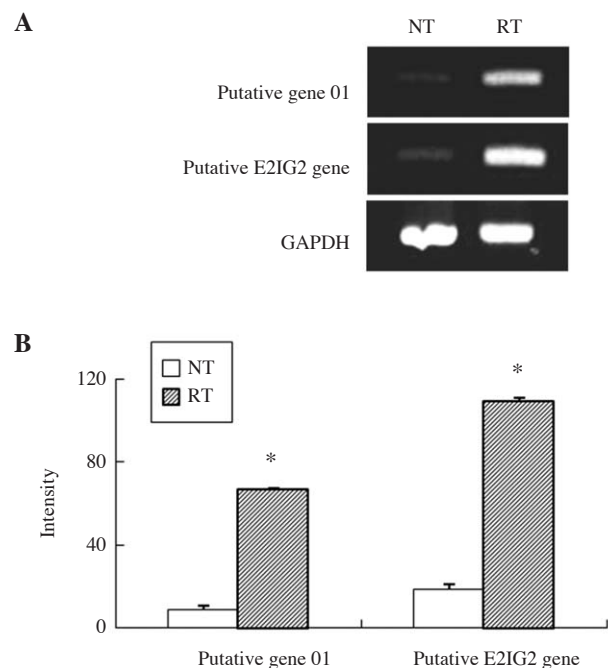 A
NT RT
Putative gene 01
Putative E2IG2 gene
GAPDH
B
NT
RT
120
80
40
0
Intensity
*
*
Putative gene 01 Putative E2IG2 gene